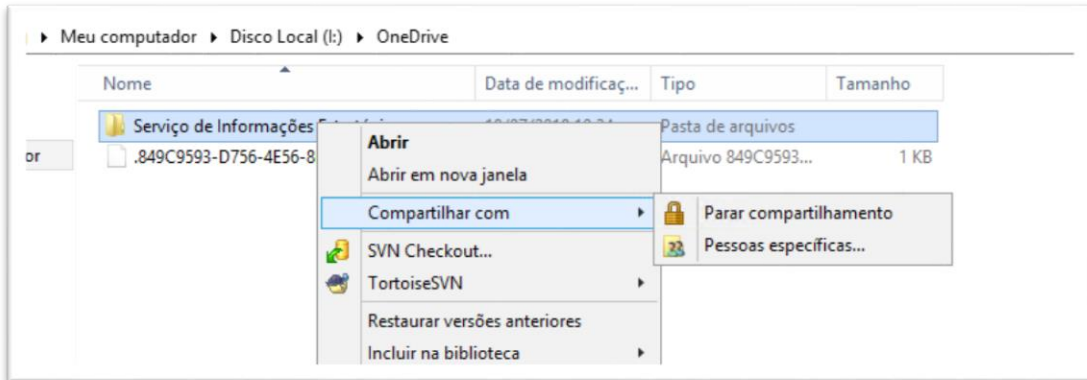 Meu computador ▸ Disco Local (I:) ▸ OneDrive
Nome Data de modificaç... Tipo Tamanho
Serviço de Informações Pasta de arquivos
.849C9593-D756-4E56-8 Arquivo 849C9593... 1 KB
or
Abrir
Abrir em nova janela
Compartilhar com
Parar compartilhamento
Pessoas específicas...
SVN Checkout...
TortoiseSVN
Restaurar versões anteriores
Incluir na biblioteca